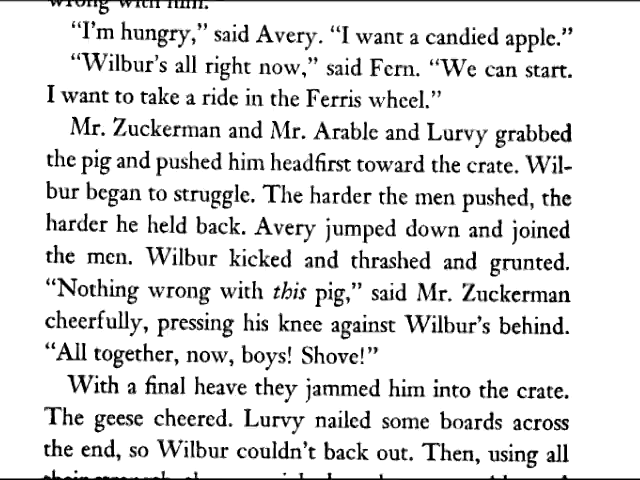 wrong with him.
"I'm hungry," said Avery. "I want a candied apple."
"Wilbur's all right now," said Fern. "We can start.
I want to take a ride in the Ferris wheel."
Mr. Zuckerman and Mr. Arable and Lurvy grabbed
the pig and pushed him headfirst toward the crate. Wil-
bur began to struggle. The harder the men pushed, the
harder he held back. Avery jumped down and joined
the men. Wilbur kicked and thrashed and grunted.
"Nothing wrong with this pig," said Mr. Zuckerman
cheerfully, pressing his knee against Wilbur's behind.
"All together, now, boys! Shove!"
With a final heave they jammed him into the crate.
The geese cheered. Lurvy nailed some boards across
the end, so Wilbur couldn't back out. Then, using all